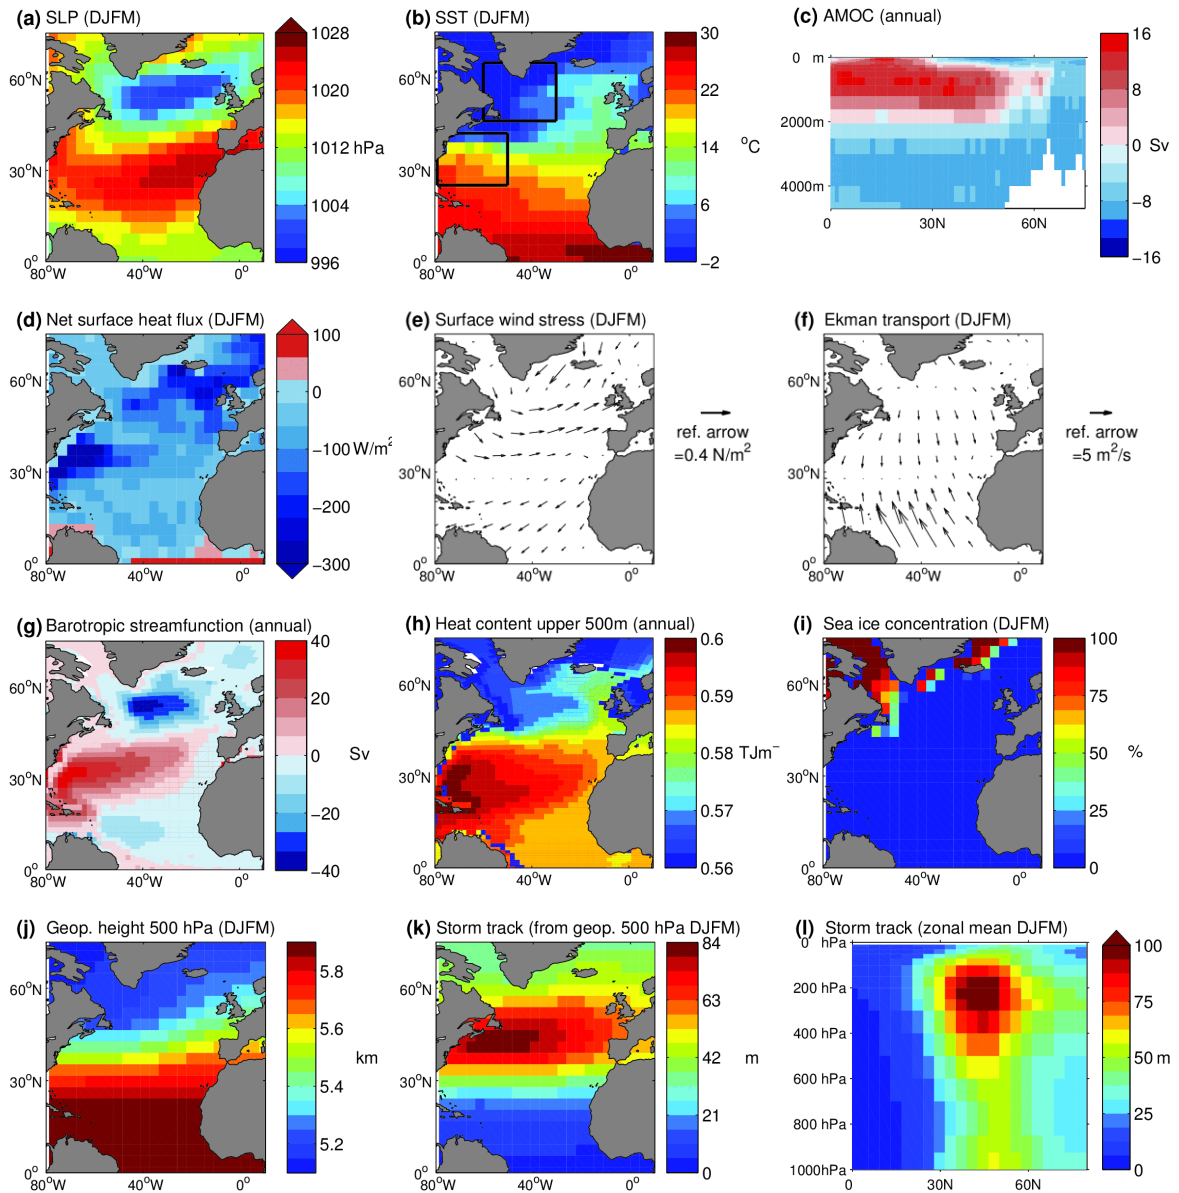 (a) SLP (DJFM)
1028
1020
1012 hPa
1004
996
60°N
30°N
0°
80°W 40°W 0°
(b) SST (DJFM)
30
22
14
6
−2
°C
60°N
30°N
0°
80°W 40°W 0°
(c) AMOC (annual)
0 m
2000m
4000m
0 30N 60N
16
8
0 Sv
−8
−16
(d) Net surface heat flux (DJFM)
100
0
−100 W/m²
−200
−300
60°N
30°N
0°
80°W 40°W 0°
(e) Surface wind stress (DJFM)
60°N
30°N
0°
80°W 40°W 0°
ref. arrow
=0.4 N/m²
(f) Ekman transport (DJFM)
60°N
30°N
0°
80°W 40°W 0°
ref. arrow
=5 m²/s
(g) Barotropic streamfunction (annual)
40
20
0
−20
−40
Sv
60°N
30°N
0°
80°W 40°W 0°
(h) Heat content upper 500m (annual)
0.6
0.59
0.58
0.57
0.56
TJm⁻
60°N
30°N
0°
80°W 40°W 0°
(i) Sea ice concentration (DJFM)
100
75
50
25
0
%
60°N
30°N
0°
80°W 40°W 0°
(j) Geop. height 500 hPa (DJFM)
5.8
5.6
5.4
5.2
km
60°N
30°N
0°
80°W 40°W 0°
(k) Storm track (from geop. 500 hPa DJFM)
84
63
42
21
0
m
60°N
30°N
0°
80°W 40°W 0°
(l) Storm track (zonal mean DJFM)
0 hPa
200 hPa
400 hPa
600 hPa
800 hPa
1000hPa
0 30N 60N
100
75
50 m
25
0